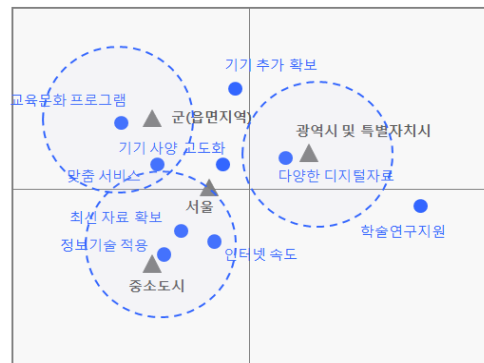 기기 추가 확보
교육문화 프로그램
군(읍면지역)
광역시 및 특별자치시
기기 사양 고도화
맞춤 서비스
다양한 디지털자료
서울
최신 자료 확보
학술연구지원
정보기술 적용
인터넷 속도
중소도시